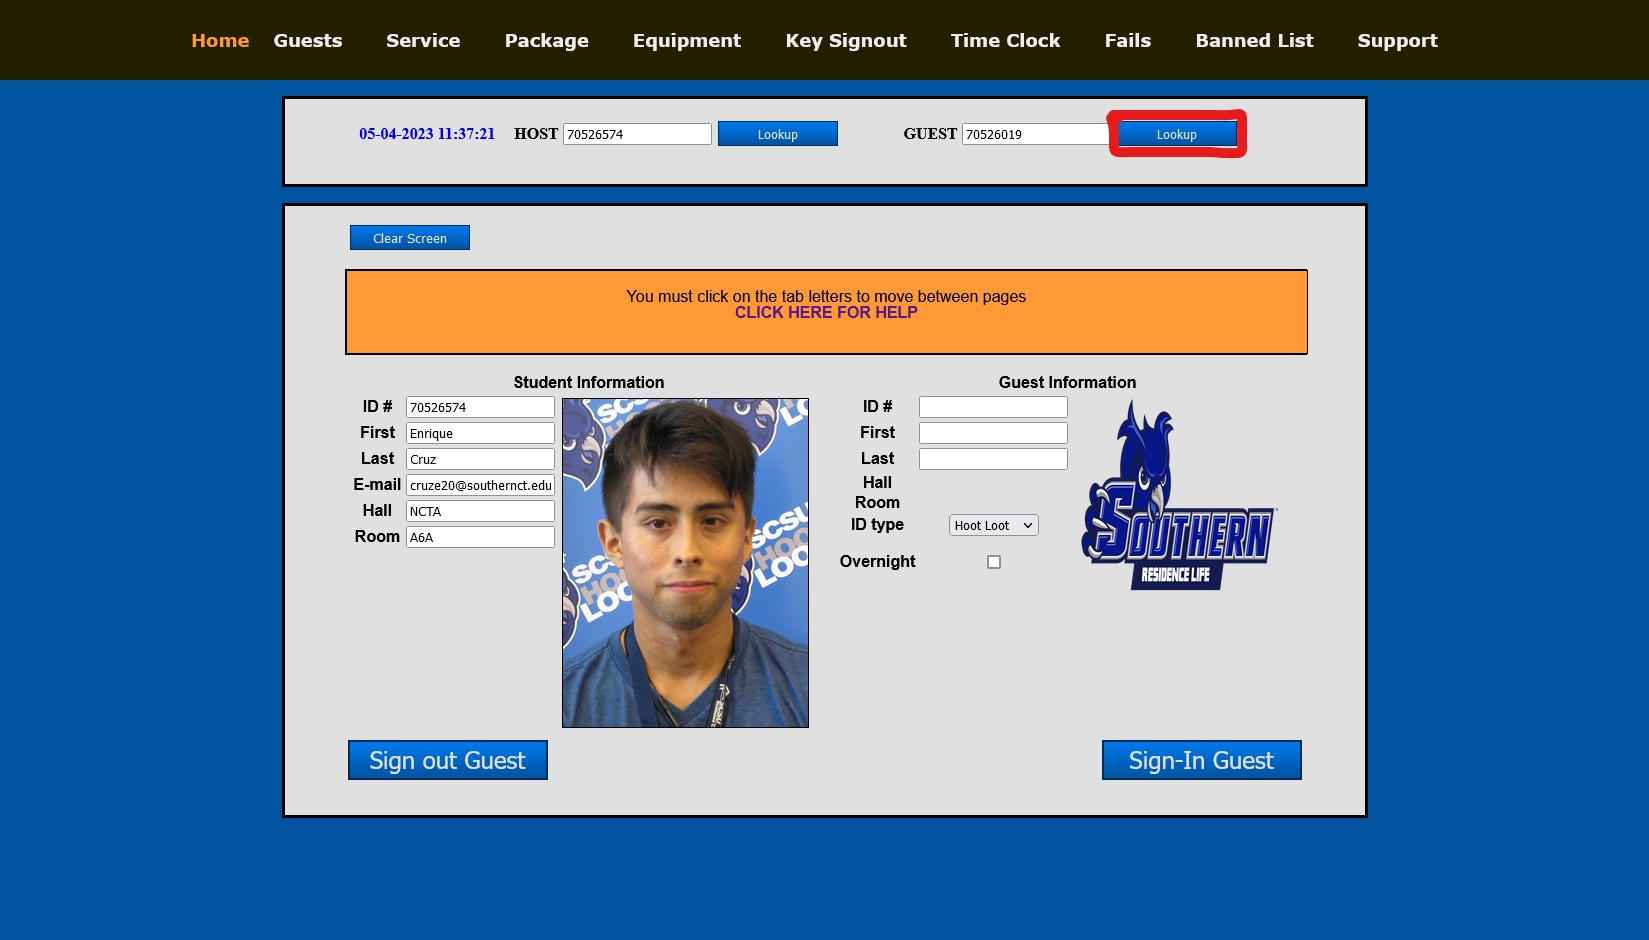 Home Guests Service Package Equipment Key Signout Time Clock Fails Banned List Support
05-04-2023 11:37:21 HOST 70526574 Lookup GUEST 70526019 Lookup
Clear Screen
You must click on the tab letters to move between pages
CLICK HERE FOR HELP
Student Information
ID # 70526574
First Enrique
Last Cruz
E-mail cruze20@southernct.edu
Hall NCTA
Room A6A
SCSU
HOOT
LOOT
Guest Information
ID #
First
Last
Hall
Room
ID type Hoot Loot
Overnight
SOUTHERN
RESIDENCE LIFE
Sign out Guest
Sign-In Guest